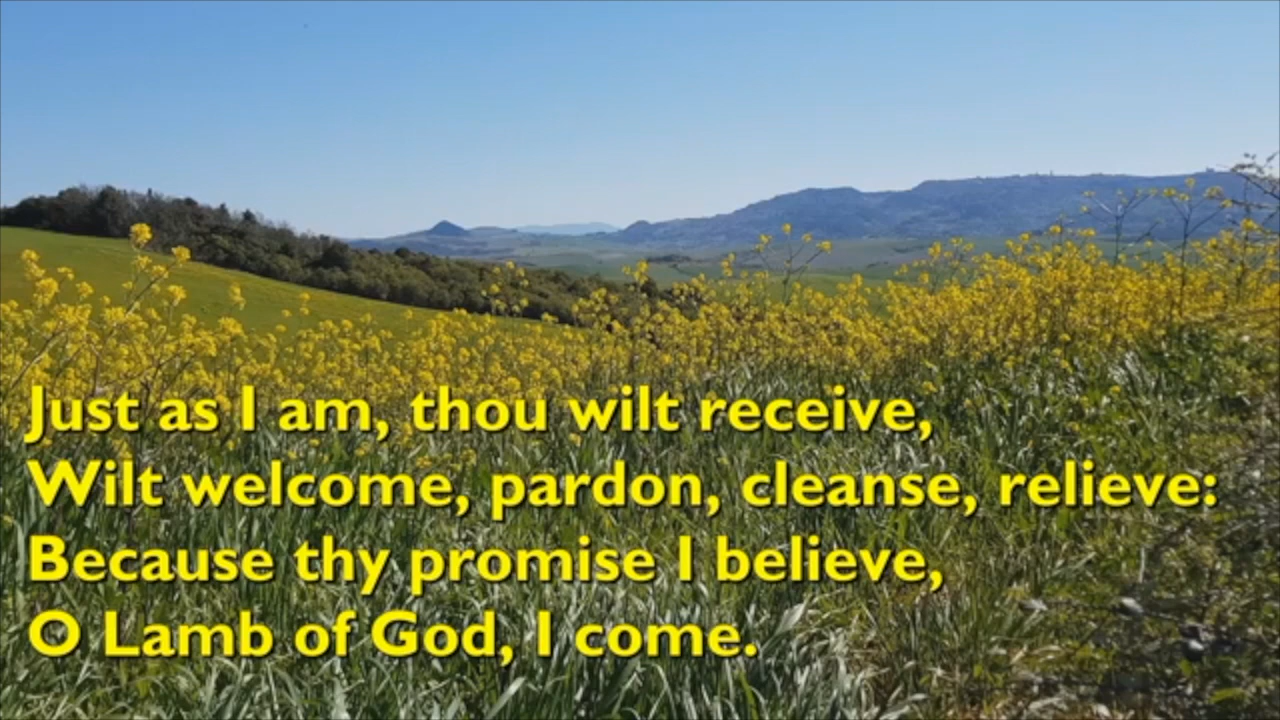 Just as I am, thou wilt receive,
Wilt welcome, pardon, cleanse, relieve:
Because thy promise I believe,
O Lamb of God, I come.